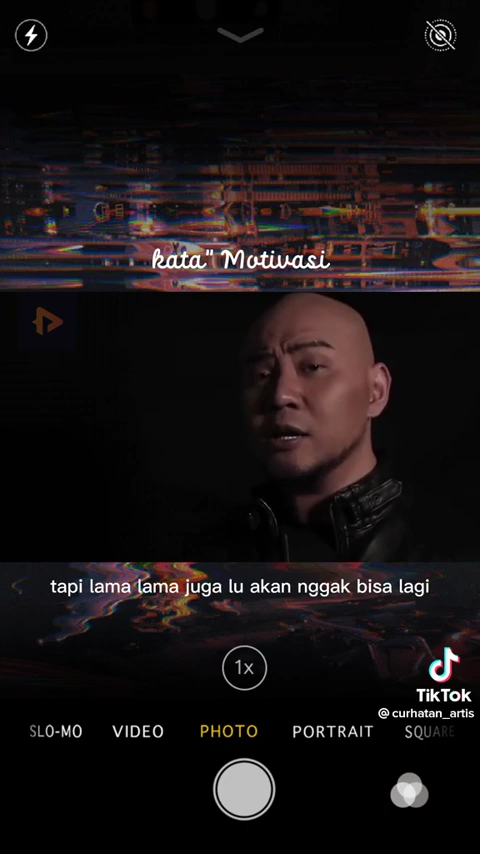 kata" Motivasi
tapi lama lama juga lu akan nggak bisa lagi
1x
TikTok
@ curhatan_artis
SLO-MO VIDEO PHOTO PORTRAIT SQUARE